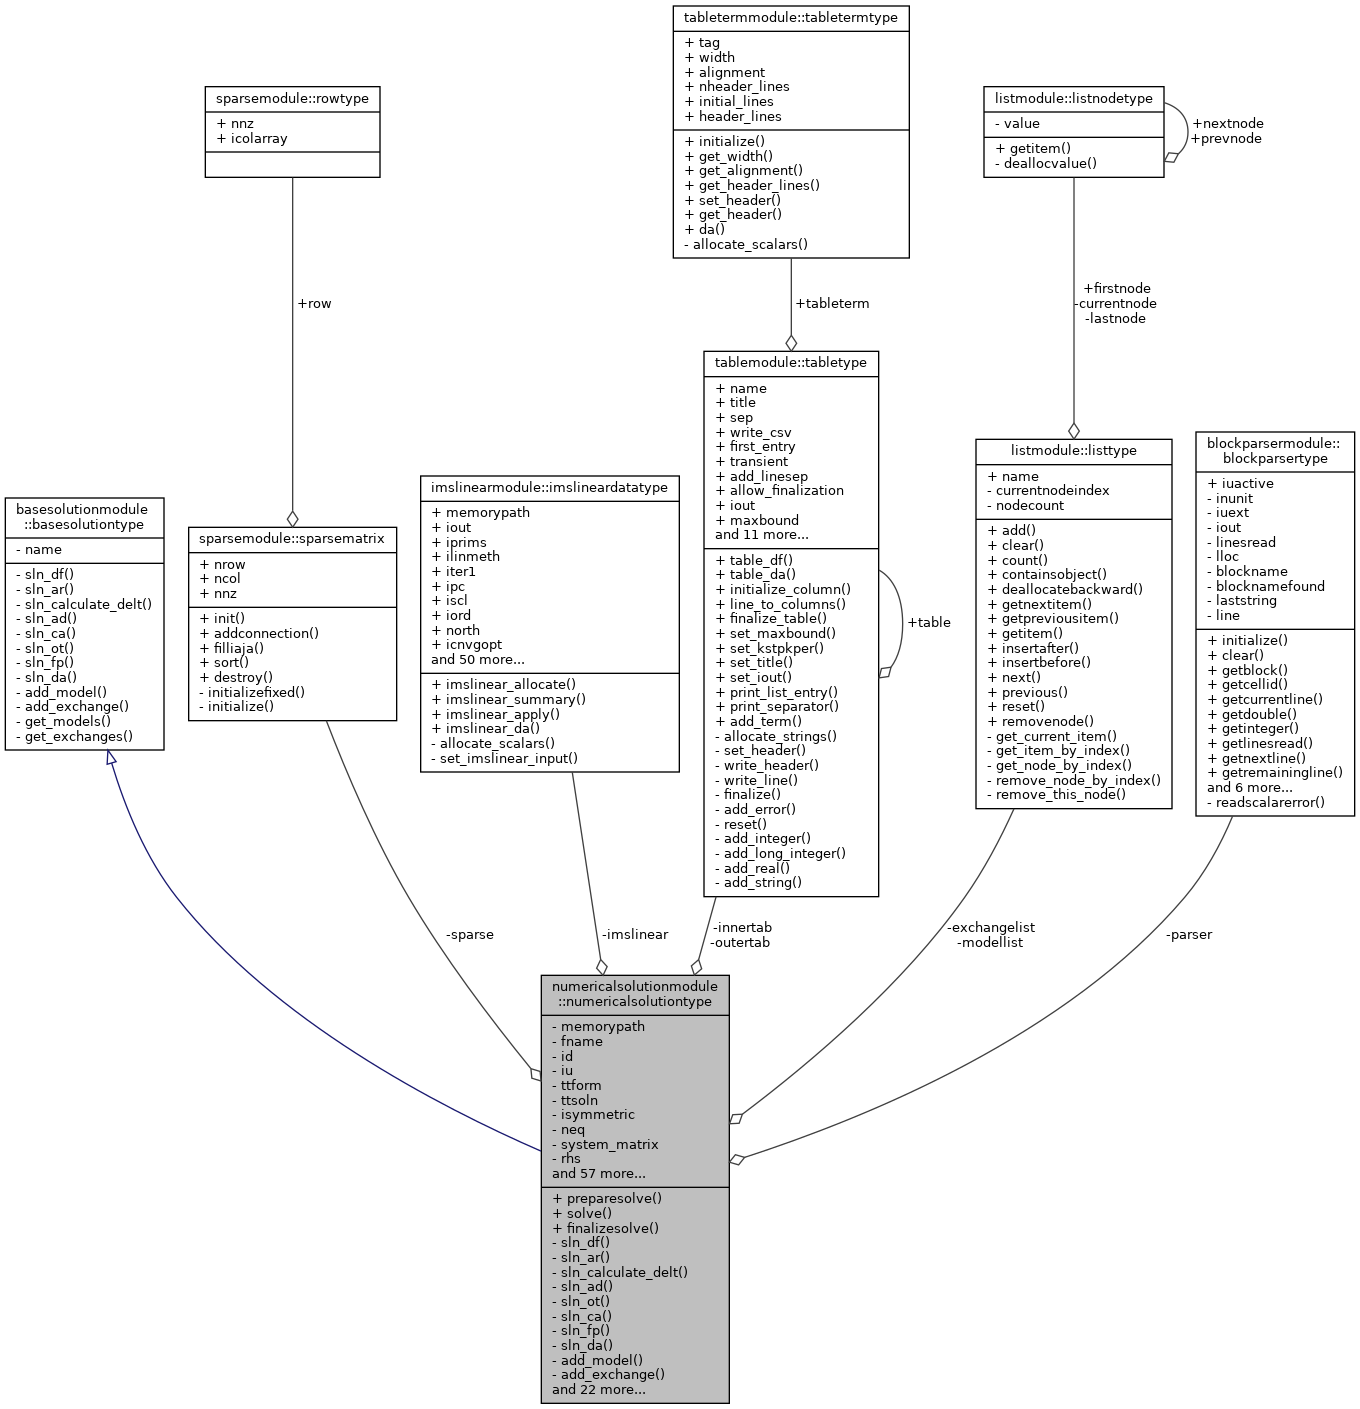 tabletermmodule::tabletermtype
+ tag
+ width
+ alignment
+ nheader_lines
+ initial_lines
+ header_lines
+ initialize()
+ get_width()
+ get_alignment()
+ get_header_lines()
+ set_header()
+ get_header()
+ da()
- allocate_scalars()
sparsemodule::rowtype
+ nnz
+ icolarray
listmodule::listnodetype
- value
+ getitem()
- deallocvalue()
+nextnode
+prevnode
+row
+tableterm
+firstnode
-currentnode
-lastnode
tablemodule::tabletype
+ name
+ title
+ sep
+ write_csv
+ first_entry
+ transient
+ add_linesep
+ allow_finalization
+ iout
+ maxbound
and 11 more...
+ table_df()
+ table_da()
+ initialize_column()
+ line_to_columns()
+ finalize_table()
+ set_maxbound()
+ set_kstpkper()
+ set_title()
+ set_iout()
+ print_list_entry()
+ print_separator()
+ add_term()
- allocate_strings()
- set_header()
- write_header()
- write_line()
- finalize()
- add_error()
- reset()
- add_integer()
- add_long_integer()
- add_real()
- add_string()
+table
basesolutionmodule
::basesolutiontype
- name
- sln_df()
- sln_ar()
- sln_calculate_delt()
- sln_ad()
- sln_ca()
- sln_ot()
- sln_fp()
- sln_da()
- add_model()
- add_exchange()
- get_models()
- get_exchanges()
sparsemodule::sparsematrix
+ nrow
+ ncol
+ nnz
+ init()
+ addconnection()
+ filliaja()
+ sort()
+ destroy()
- initializefixed()
- initialize()
imslinearmodule::imslineardatatype
+ memorypath
+ iout
+ iprims
+ ilinmeth
+ iter1
+ ipc
+ iscl
+ iord
+ north
+ icnvgopt
and 50 more...
+ imslinear_allocate()
+ imslinear_summary()
+ imslinear_apply()
+ imslinear_da()
- allocate_scalars()
- set_imslinear_input()
listmodule::listtype
+ name
- currentnodeindex
- nodecount
+ add()
+ clear()
+ count()
+ containsobject()
+ deallocatebackward()
+ getnextitem()
+ getpreviousitem()
+ getitem()
+ insertafter()
+ insertbefore()
+ next()
+ previous()
+ reset()
+ removenode()
- get_current_item()
- get_item_by_index()
- get_node_by_index()
- remove_node_by_index()
- remove_this_node()
blockparsermodule::
blockparsertype
+ iuactive
- inunit
- iuext
- iout
- linesread
- lloc
- blockname
- blocknamefound
- laststring
- line
+ initialize()
+ clear()
+ getblock()
+ getcellid()
+ getcurrentline()
+ getdouble()
+ getinteger()
+ getlinesread()
+ getnextline()
+ getremainingline()
and 6 more...
- readscalarerror()
-sparse
-imslinear
-innertab
-outertab
-exchangelist
-modellist
-parser
numericalsolutionmodule
::numericalsolutiontype
- memorypath
- fname
- id
- iu
- ttform
- ttsoln
- isymmetric
- neq
- system_matrix
- rhs
and 57 more...
+ preparesolve()
+ solve()
+ finalizesolve()
- sln_df()
- sln_ar()
- sln_calculate_delt()
- sln_ad()
- sln_ot()
- sln_ca()
- sln_fp()
- sln_da()
- add_model()
- add_exchange()
and 22 more...